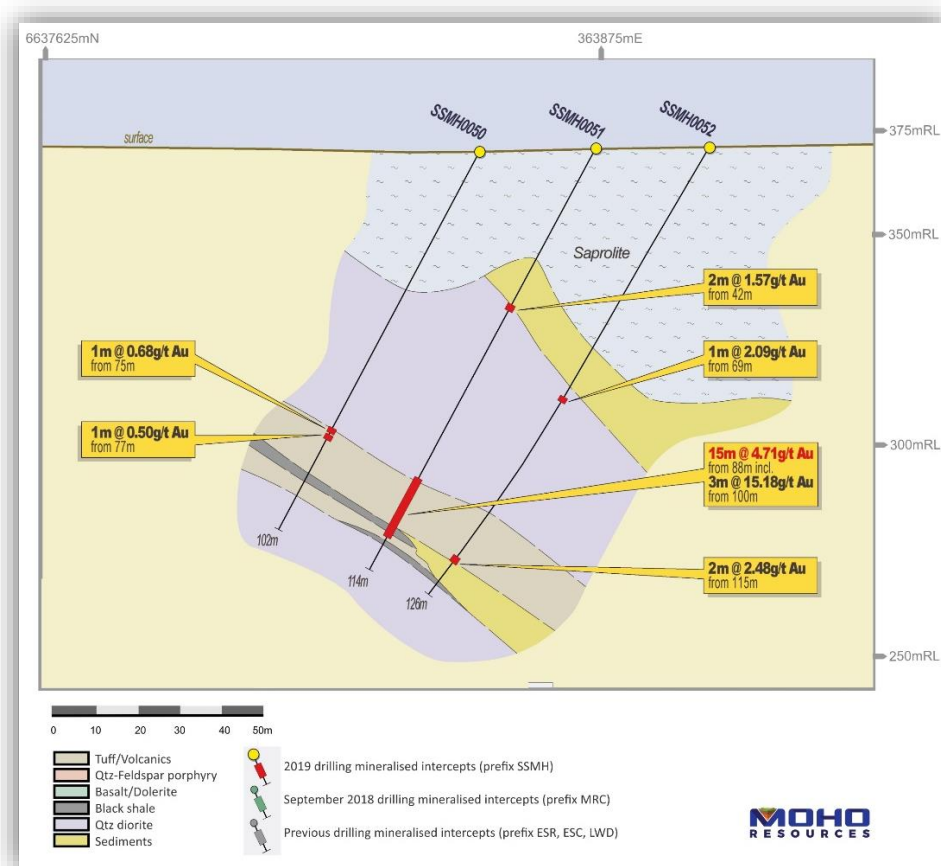 6637625mN
363875mE
SSMH0050
SSMH0051
SSMH0052
surface
375mRL
350mRL
300mRL
250mRL
Saprolite
2m @ 1.57g/t Au
from 42m
1m @ 2.09g/t Au
from 69m
1m @ 0.68g/t Au
from 75m
1m @ 0.50g/t Au
from 77m
15m @ 4.71g/t Au
from 88m incl.
3m @ 15.18g/t Au
from 100m
2m @ 2.48g/t Au
from 115m
102m
114m
126m
0 10 20 30 40 50m
Tuff/Volcanics
Qtz-Feldspar porphyry
Basalt/Dolerite
Black shale
Qtz diorite
Sediments
2019 drilling mineralised intercepts (prefix SSMH)
September 2018 drilling mineralised intercepts (prefix MRC)
Previous drilling mineralised intercepts (prefix ESR, ESC, LWD)
MOHO
RESOURCES